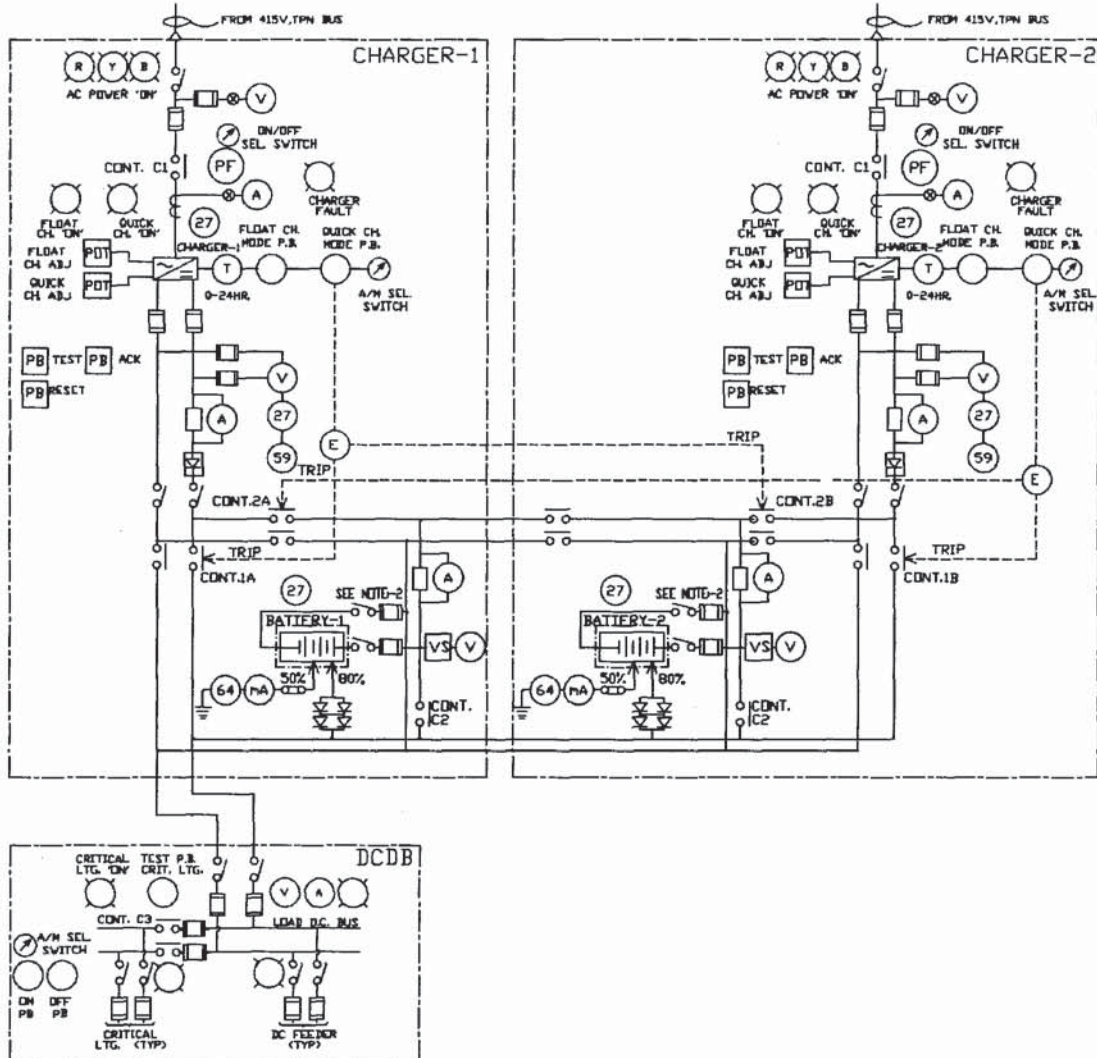 FROM 415V,TPN BUS
CHARGER-1
R Y B
AC POWER 'ON'
V
ON/OFF
SEL. SWITCH
CONT. C1
PF
A
CHARGER
FAULT
FLOAT
CH. 'ON'
QUICK
CH. 'ON'
27
CHARGER-1
FLOAT CH.
MODE P.B.
QUICK CH.
MODE P.B.
FLOAT
CH. ADJ
POT
QUICK
CH. ADJ
POT
T
0-24HR.
A/M SEL.
SWITCH
PB TEST PB ACK
PB RESET
V
A
27
59
E
TRIP
CONT.2A
TRIP
CONT.1A
27
SEE NOTE-2
BATTERY-1
A
VS V
64 mA 50% 80%
CONT.
C2
FROM 415V,TPN BUS
CHARGER-2
R Y B
AC POWER 'ON'
V
ON/OFF
SEL. SWITCH
CONT. C1
PF
A
CHARGER
FAULT
FLOAT
CH. 'ON'
QUICK
CH. 'ON'
27
CHARGER-2
FLOAT CH.
MODE P.B.
QUICK CH.
MODE P.B.
FLOAT
CH. ADJ
POT
QUICK
CH. ADJ
POT
T
0-24HR.
A/M SEL.
SWITCH
PB TEST PB ACK
PB RESET
V
A
27
59
TRIP
E
CONT.2B
TRIP
CONT.1B
27
SEE NOTE-2
BATTERY-2
A
VS V
64 mA 50% 80%
CONT.
C2
DCDB
CRITICAL
LTG. 'ON'
TEST P.B.
CRIT. LTG.
V A
CONT. C3
LOAD D.C. BUS
A/M SEL.
SWITCH
ON
PB
OFF
PB
CRITICAL
LTG. (TYP)
DC FEEDER
(TYP)